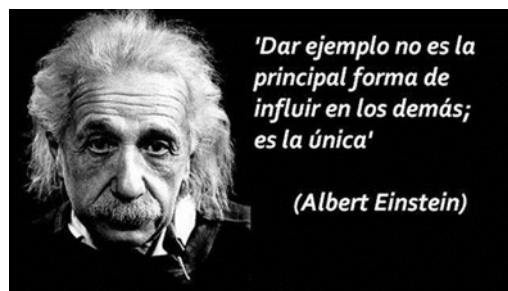 'Dar ejemplo no es la
principal forma de
influir en los demás;
es la única'
(Albert Einstein)